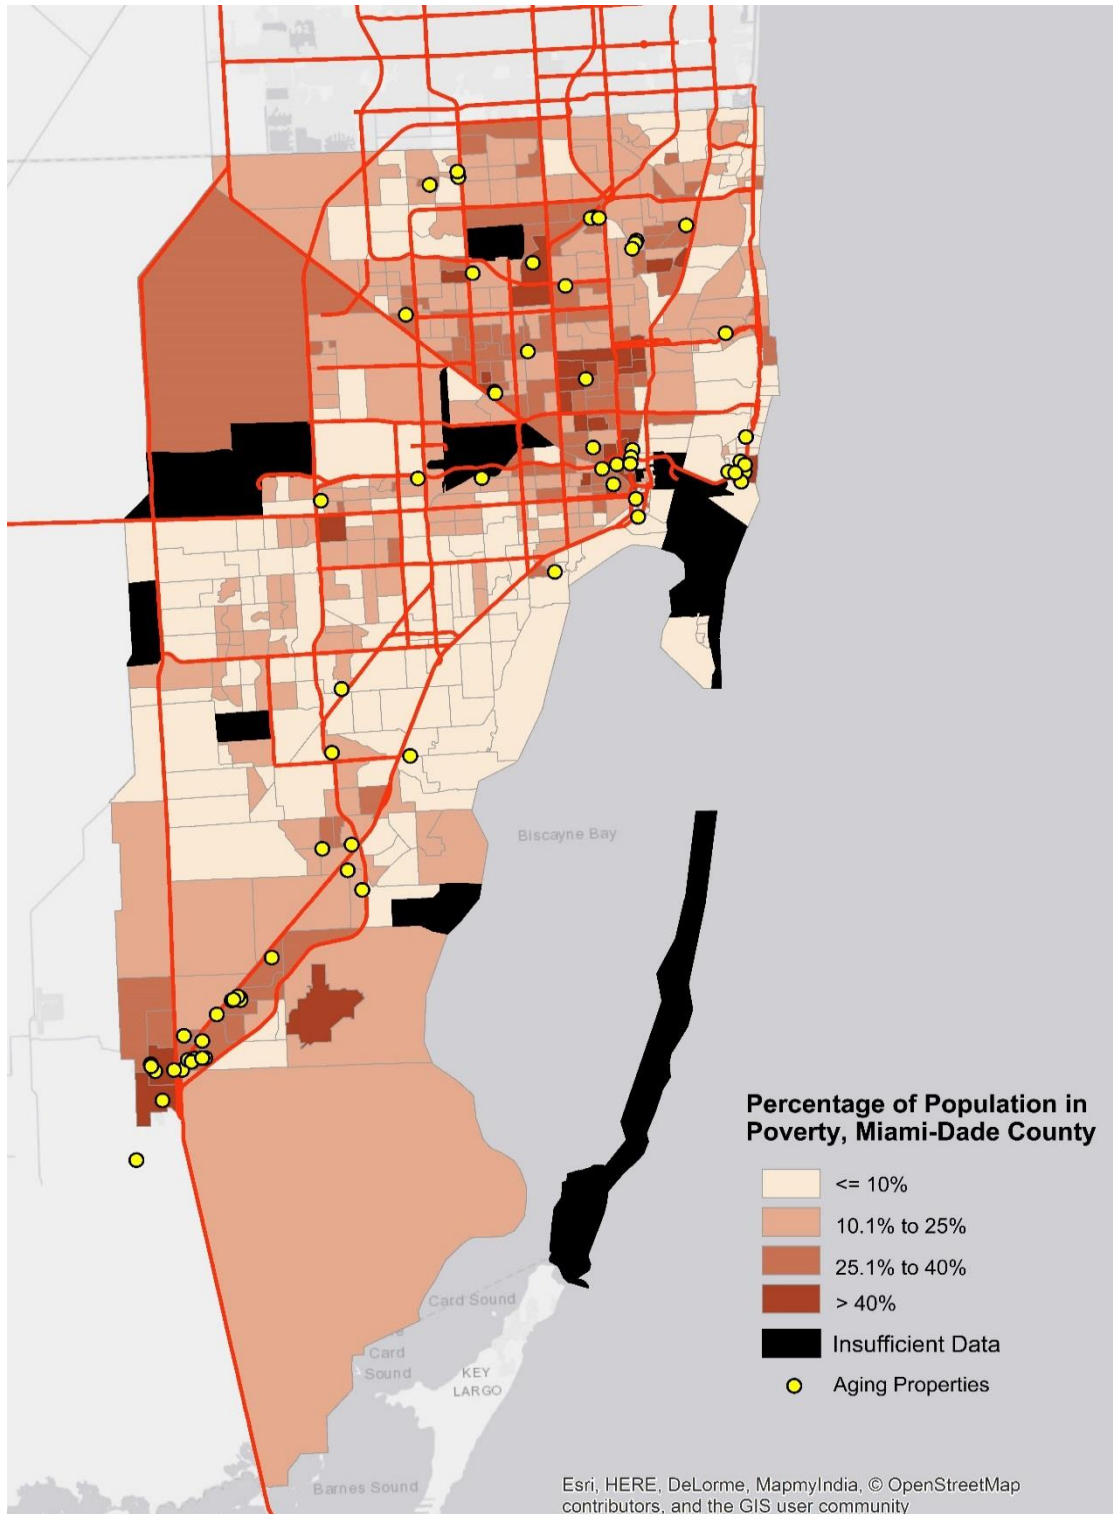 Biscayne Bay
Percentage of Population in
Poverty, Miami-Dade County
<= 10%
10.1% to 25%
25.1% to 40%
> 40%
Insufficient Data
Aging Properties
Card Sound
Card
Sound
KEY
LARGO
Barnes Sound
Esri, HERE, DeLorme, MapmyIndia, © OpenStreetMap
contributors, and the GIS user community